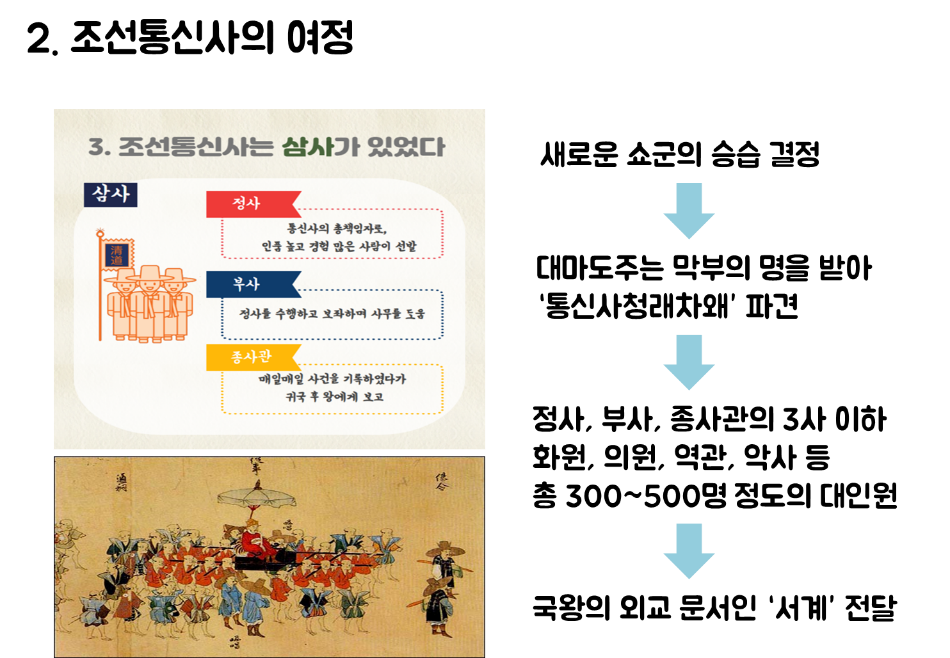 2. 조선통신사의 여정
3. 조선통신사는 삼사가 있었다
삼사
清道
정사
통신사의 총책임자로,
인품 높고 경험 많은 사람이 선발
부사
정사를 수행하고 보좌하며 사무를 도움
종사관
매일매일 사건을 기록하였다가
귀국 후 왕에게 보고
새로운 쇼군의 승습 결정
대마도주는 막부의 명을 받아
‘통신사청래차왜’ 파견
정사, 부사, 종사관의 3사 이하
화원, 의원, 역관, 악사 등
총 300~500명 정도의 대인원
국왕의 외교 문서인 ‘서계’ 전달